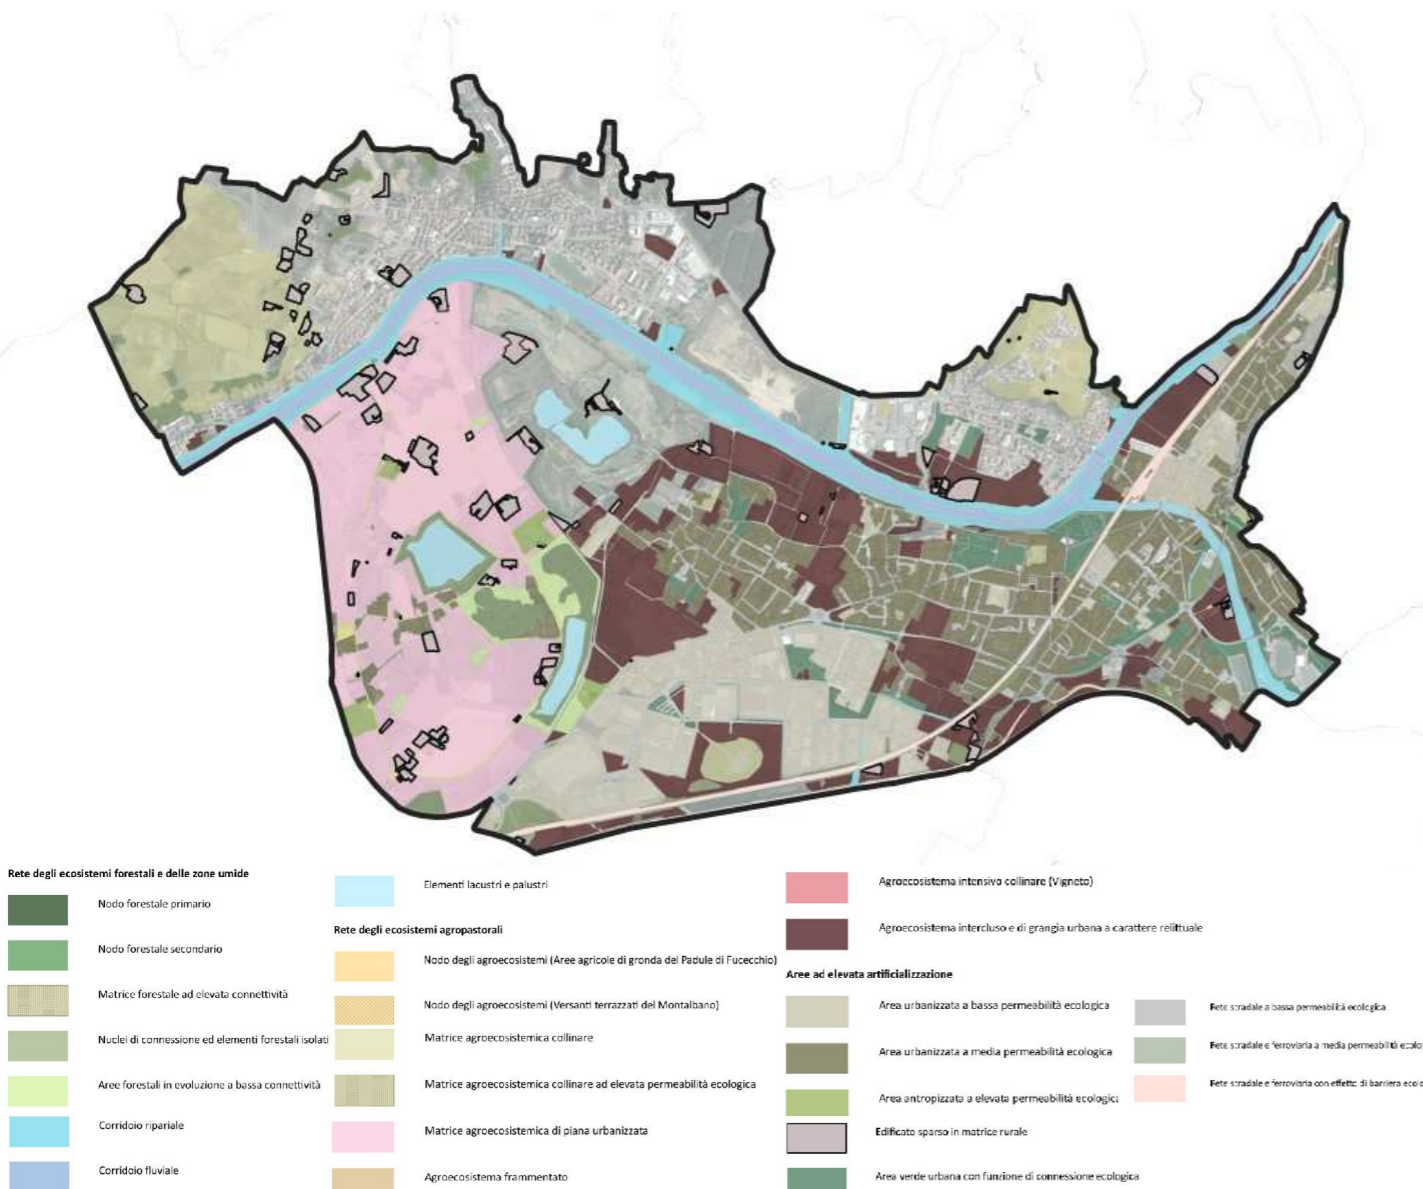 Rete degli ecosistemi forestali e delle zone umide
Nodo forestale primario
Nodo forestale secondario
Matrice forestale ad elevata connettività
Nuclei di connessione ed elementi forestali isolati
Aree forestali in evoluzione a bassa connettività
Corridoio ripariale
Corridoio fluviale
Elementi lacustri e palustri
Rete degli ecosistemi agropastorali
Nodo degli agroecosistemi (Aree agricole di gronda del Padule di Fucecchio)
Nodo degli agroecosistemi (Versanti terrazzati del Montalbano)
Matrice agroecosistemica collinare
Matrice agroecosistemica collinare ad elevata permeabilità ecologica
Matrice agroecosistemica di piana urbanizzata
Agroecosistema frammentato
Agroecosistema intensivo collinare (Vigneto)
Agroecosistema intercluso e di grangia urbana a carattere relittuale
Aree ad elevata artificializzazione
Area urbanizzata a bassa permeabilità ecologica
Area urbanizzata a media permeabilità ecologica
Area antropizzata a elevata permeabilità ecologica
Edificato sparso in matrice rurale
Area verde urbana con funzione di connessione ecologica
Rete stradale a bassa permeabilità ecologica
Rete stradale e ferroviaria a media permeabilità ecolo
Rete stradale e ferroviaria con effetto di barriera ecolo